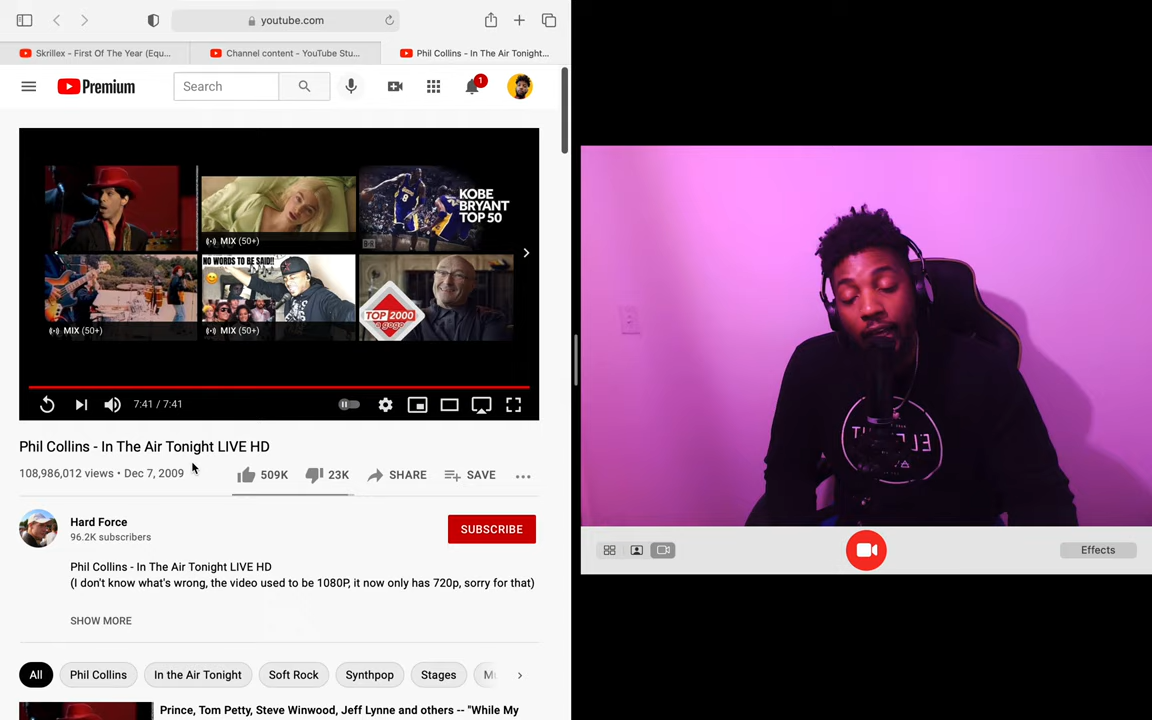 youtube.com
Skrillex - First Of The Year (Equ...
Channel content - YouTube Stu...
Phil Collins - In The Air Tonight...
Premium
Search
1
MIX (50+)
KOBE
BRYANT
TOP 50
B·R
8
MIX (50+)
NO WORDS TO BE SAID!!
MIX (50+)
TOP 2000
a gogo
7:41 / 7:41
Phil Collins - In The Air Tonight LIVE HD
108,986,012 views • Dec 7, 2009
509K
23K
SHARE
SAVE
Hard Force
96.2K subscribers
SUBSCRIBE
Phil Collins - In The Air Tonight LIVE HD
(I don't know what's wrong, the video used to be 1080P, it now only has 720p, sorry for that)
SHOW MORE
All
Phil Collins
In the Air Tonight
Soft Rock
Synthpop
Stages
Mu
Prince, Tom Petty, Steve Winwood, Jeff Lynne and others -- "While My
Effects